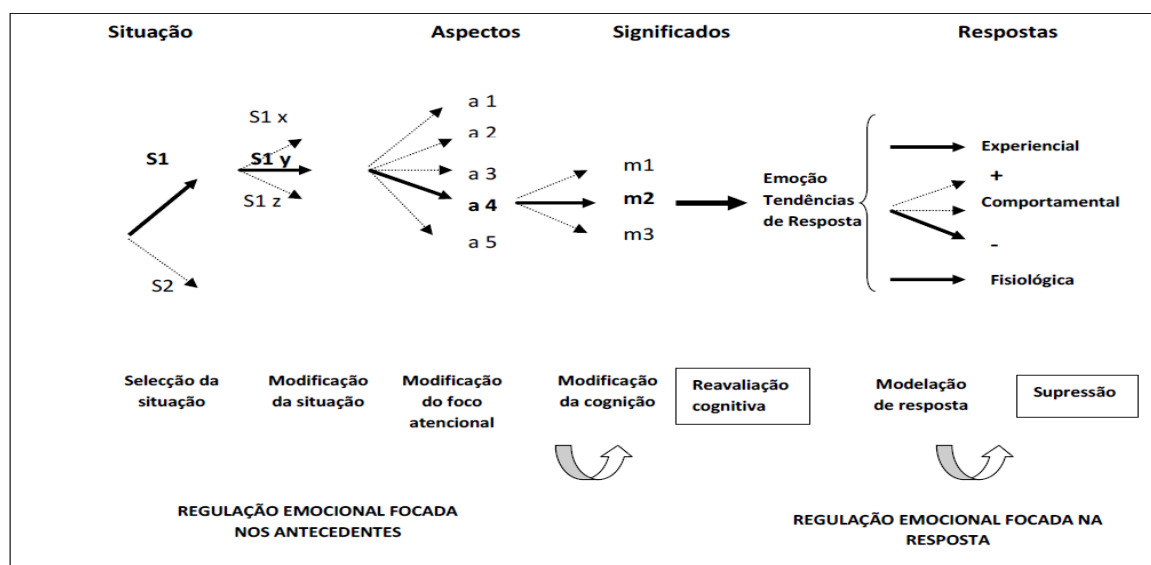 Situação
Aspectos
Significados
Respostas
S1 x
S1
S1 y
S1 z
S2
a 1
a 2
a 3
a 4
a 5
m1
m2
m3
Emoção
Tendências
de Resposta
Experiencial
+
Comportamental
-
Fisiológica
Selecção da
situação
Modificação
da situação
Modificação
do foco
atencional
Modificação
da cognição
Reavaliação
cognitiva
Modelação
de resposta
Supressão
REGULAÇÃO EMOCIONAL FOCADA
NOS ANTECEDENTES
REGULAÇÃO EMOCIONAL FOCADA NA
RESPOSTA